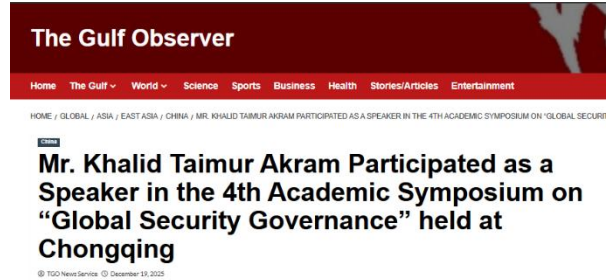 The Gulf Observer
Home The Gulf World Science Sports Business Health Stories/Articles Entertainment
HOME / GLOBAL / ASIA / EAST ASIA / CHINA / MR. KHALID TAIMUR AKRAM PARTICIPATED AS A SPEAKER IN THE 4TH ACADEMIC SYMPOSIUM ON “GLOBAL SECURI
China
Mr. Khalid Taimur Akram Participated as a
Speaker in the 4th Academic Symposium on
“Global Security Governance” held at
Chongqing
TGO News Service December 19, 2025